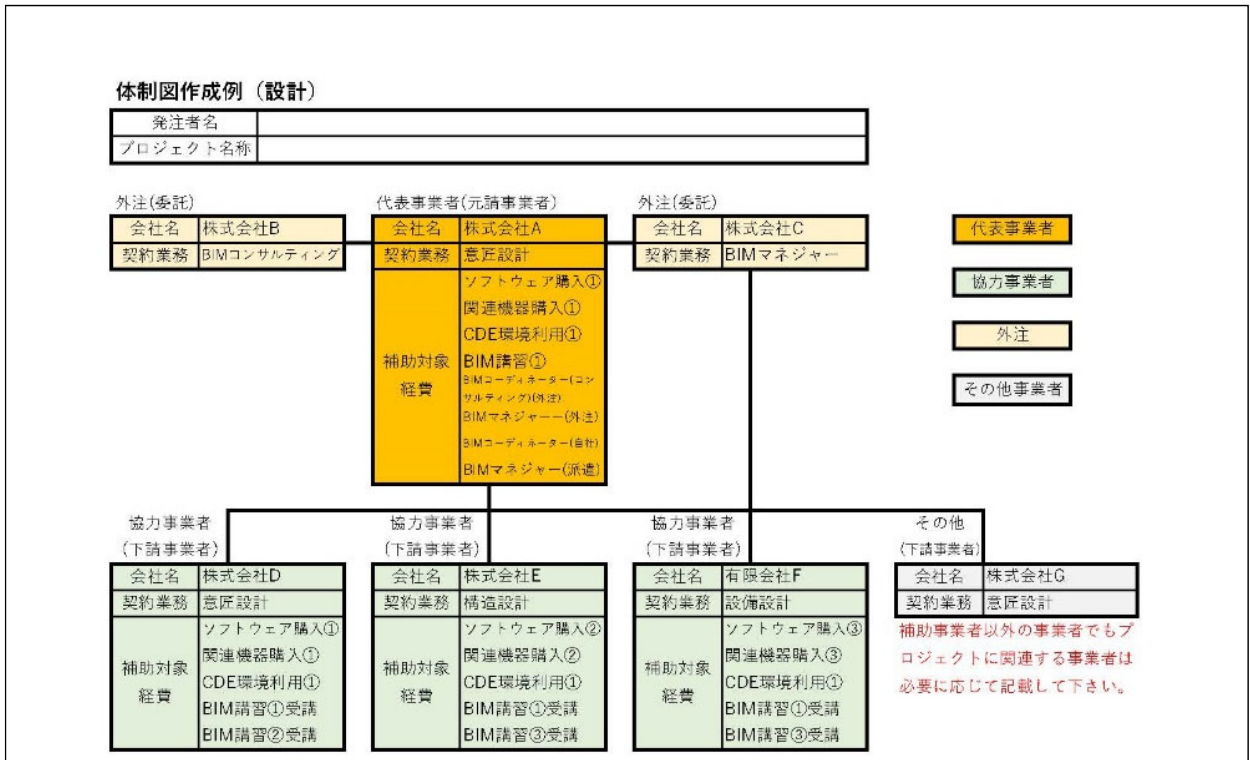 体制図作成例（設計）
発注者名
プロジェクト名称
外注(委託)
会社名 株式会社B
契約業務 BIMコンサルティング
代表事業者(元請事業者)
会社名 株式会社A
契約業務 意匠設計
補助対象
経費
ソフトウェア購入①
関連機器購入①
CDE環境利用①
BIM講習①
BIMコーディネーター(コン
サルティング)(外注)
BIMマネジャー—(外注)
BIMコーディネーター(自社)
BIMマネジャー(派遣)
外注(委託)
会社名 株式会社C
契約業務 BIMマネジャー
代表事業者
協力事業者
外注
その他事業者
協力事業者
(下請事業者)
会社名 株式会社D
契約業務 意匠設計
補助対象
経費
ソフトウェア購入①
関連機器購入①
CDE環境利用①
BIM講習①受講
BIM講習②受講
協力事業者
(下請事業者)
会社名 株式会社E
契約業務 構造設計
補助対象
経費
ソフトウェア購入②
関連機器購入②
CDE環境利用①
BIM講習①受講
BIM講習③受講
協力事業者
(下請事業者)
会社名 有限会社F
契約業務 設備設計
補助対象
経費
ソフトウェア購入③
関連機器購入③
CDE環境利用①
BIM講習①受講
BIM講習③受講
その他
(下請事業者)
会社名 株式会社G
契約業務 意匠設計
補助事業者以外の事業者でもプ
ロジェクトに関連する事業者は
必要に応じて記載して下さい。